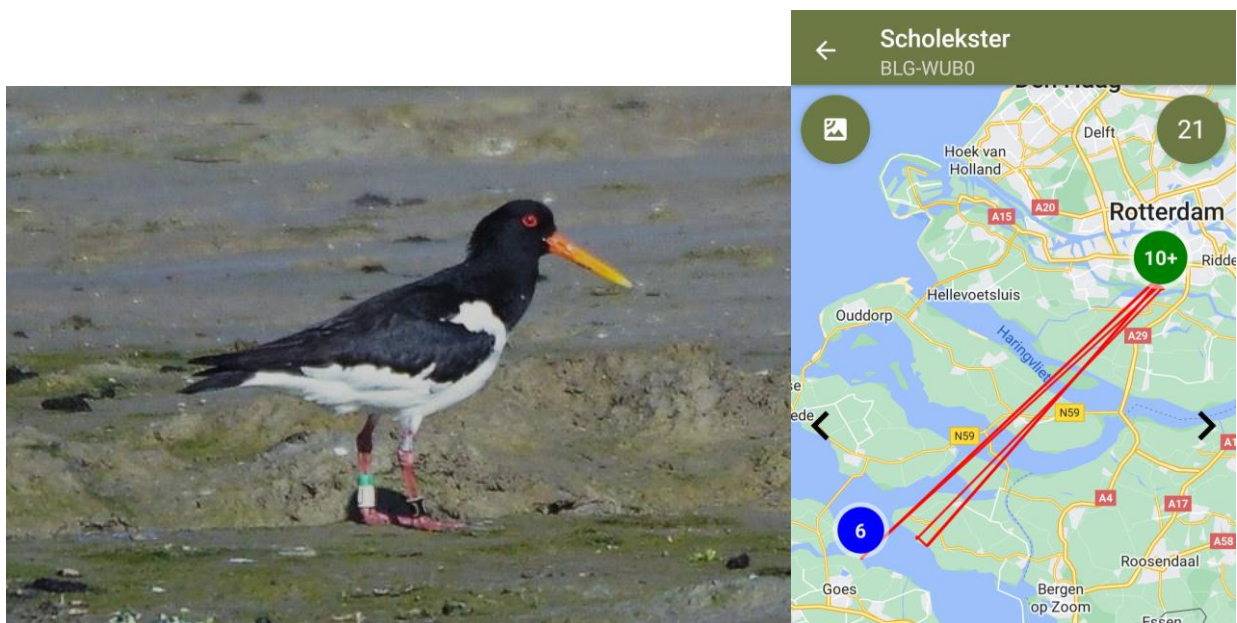 Scholekster
BLG-WUB0
21
Delft
Hoek van
Holland
A20
A15
Rotterdam
10+
Ridde
Hellevoetsluis
Ouddorp
A29
Haringvliet
N59
N59
ede
A4
A17
6
A58
Roosendaal
Goes
Bergen
op Zoom